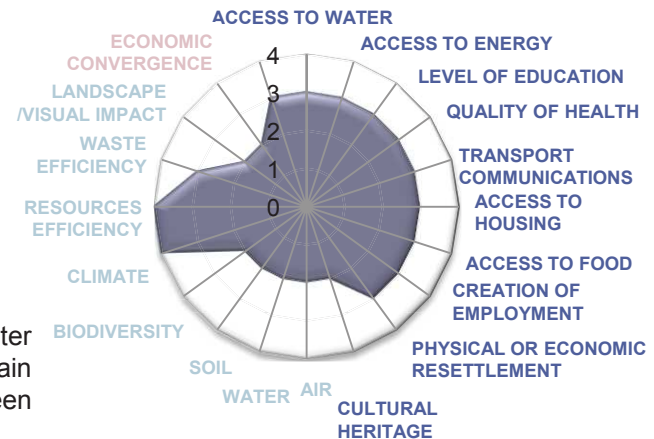 ACCESS TO WATER
ACCESS TO ENERGY
LEVEL OF EDUCATION
QUALITY OF HEALTH
TRANSPORT
COMMUNICATIONS
ACCESS TO
HOUSING
ACCESS TO FOOD
CREATION OF
EMPLOYMENT
PHYSICAL OR ECONOMIC
RESETTLEMENT
CULTURAL
HERITAGE
AIR
WATER
SOIL
BIODIVERSITY
CLIMATE
RESOURCES
EFFICIENCY
WASTE
EFFICIENCY
LANDSCAPE
/VISUAL IMPACT
ECONOMIC
CONVERGENCE
4
3
2
1
0